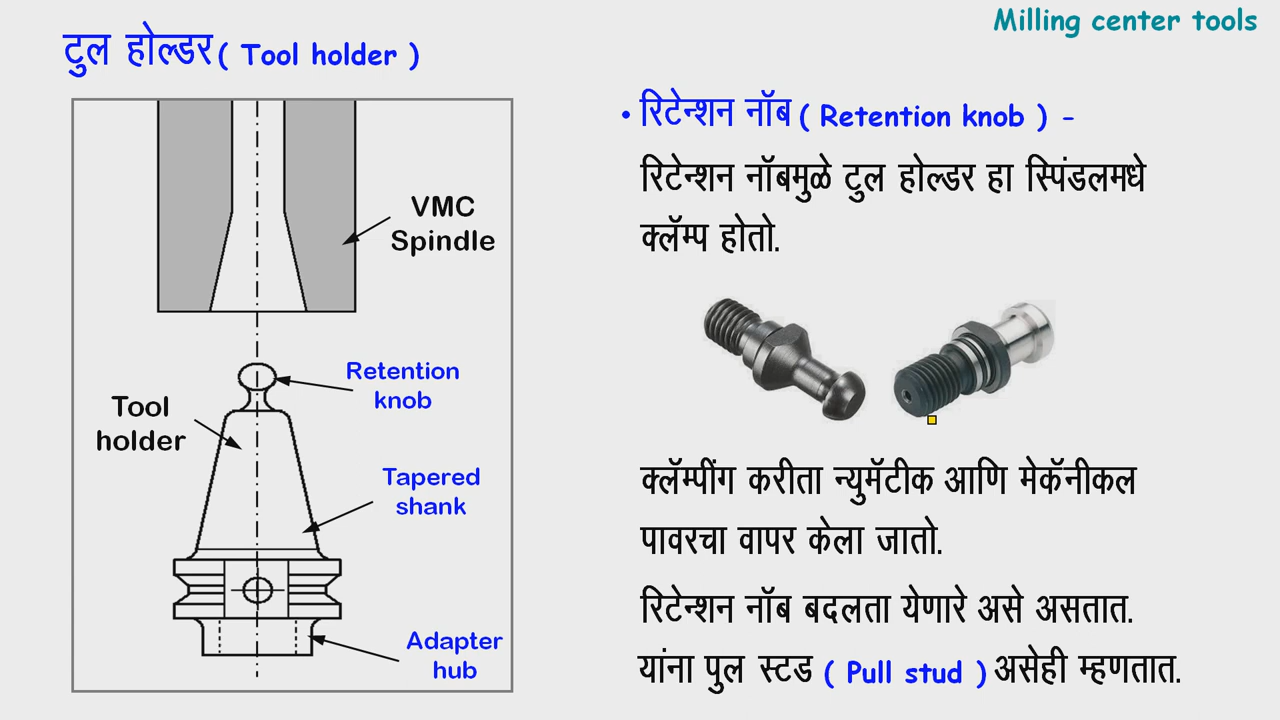 Milling center tools
टुल होल्डर ( Tool holder )
VMC
Spindle
Retention
knob
Tool
holder
Tapered
shank
Adapter
hub
• रिटेन्शन नॉब ( Retention knob ) -
रिटेन्शन नॉबमुळे टुल होल्डर हा स्पिंडलमधे
क्लॅम्प होतो.
क्लॅम्पींग करीता न्युमॅटीक आणि मेकॅनीकल
पावरचा वापर केला जातो.
रिटेन्शन नॉब बदलता येणारे असे असतात.
यांना पुल स्टड ( Pull stud ) असेही म्हणतात.